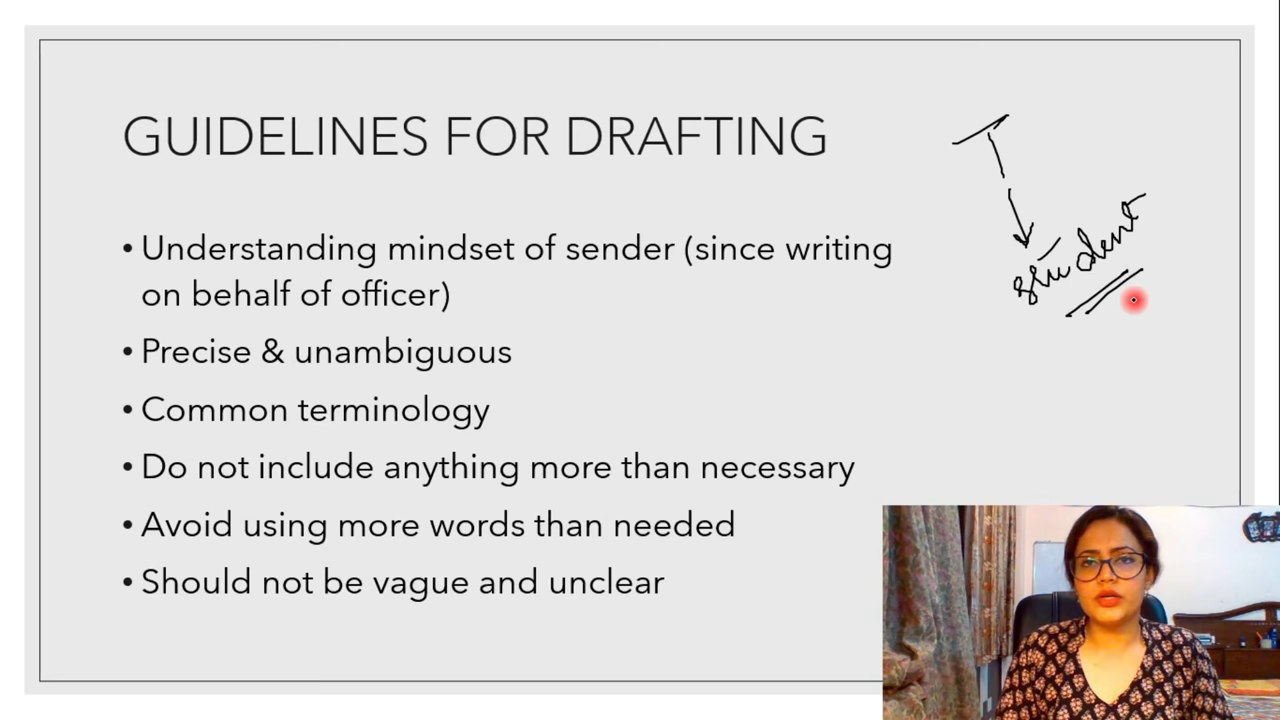 GUIDELINES FOR DRAFTING
• Understanding mindset of sender (since writing
on behalf of officer)
• Precise & unambiguous
• Common terminology
• Do not include anything more than necessary
• Avoid using more words than needed
• Should not be vague and unclear
T
student